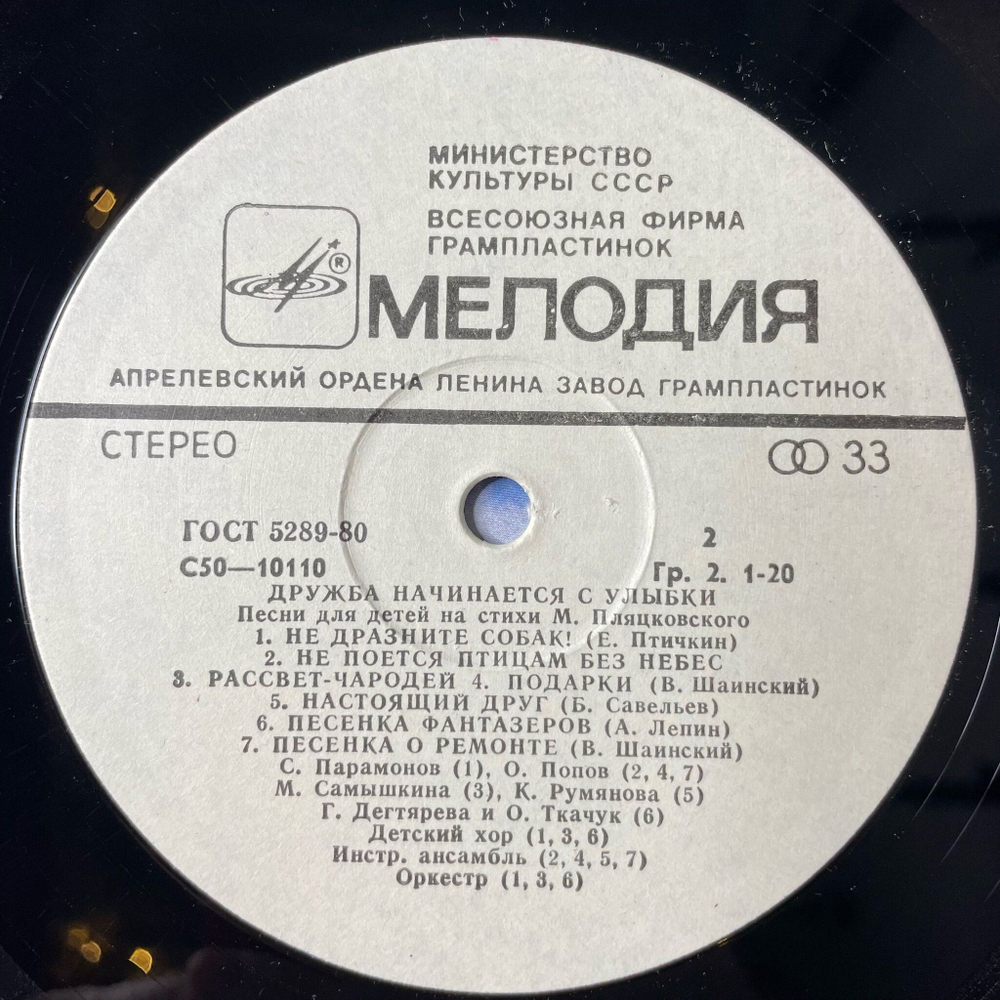 МИНИСТЕРСТВО
КУЛЬТУРЫ СССР
ВСЕСОЮЗНАЯ ФИРМА
ГРАМПЛАСТИНОК
®
МЕЛОДИЯ
АПРЕЛЕВСКИЙ ОРДЕНА ЛЕНИНА ЗАВОД ГРАМПЛАСТИНОК
СТЕРЕО 33
ГОСТ 5289-80 2
С50—10110 Гр. 2. 1-20
ДРУЖБА НАЧИНАЕТСЯ С УЛЫБКИ
Песни для детей на стихи М. Пляцковского
1. НЕ ДРАЗНИТЕ СОБАК! (Е. Птичкин)
2. НЕ ПОЕТСЯ ПТИЦАМ БЕЗ НЕБЕС
3. РАССВЕТ-ЧАРОДЕЙ 4. ПОДАРКИ (В. Шаинский)
5. НАСТОЯЩИЙ ДРУГ (Б. Савельев)
6. ПЕСЕНКА ФАНТАЗЕРОВ (А. Лепин)
7. ПЕСЕНКА О РЕМОНТЕ (В. Шаинский)
С. Парамонов (1), О. Попов (2, 4, 7)
М. Самышкина (3), К. Румянова (5)
Г. Дегтярева и О. Ткачук (6)
Детский хор (1, 3, 6)
Инстр. ансамбль (2, 4, 5, 7)
Оркестр (1, 3, 6)